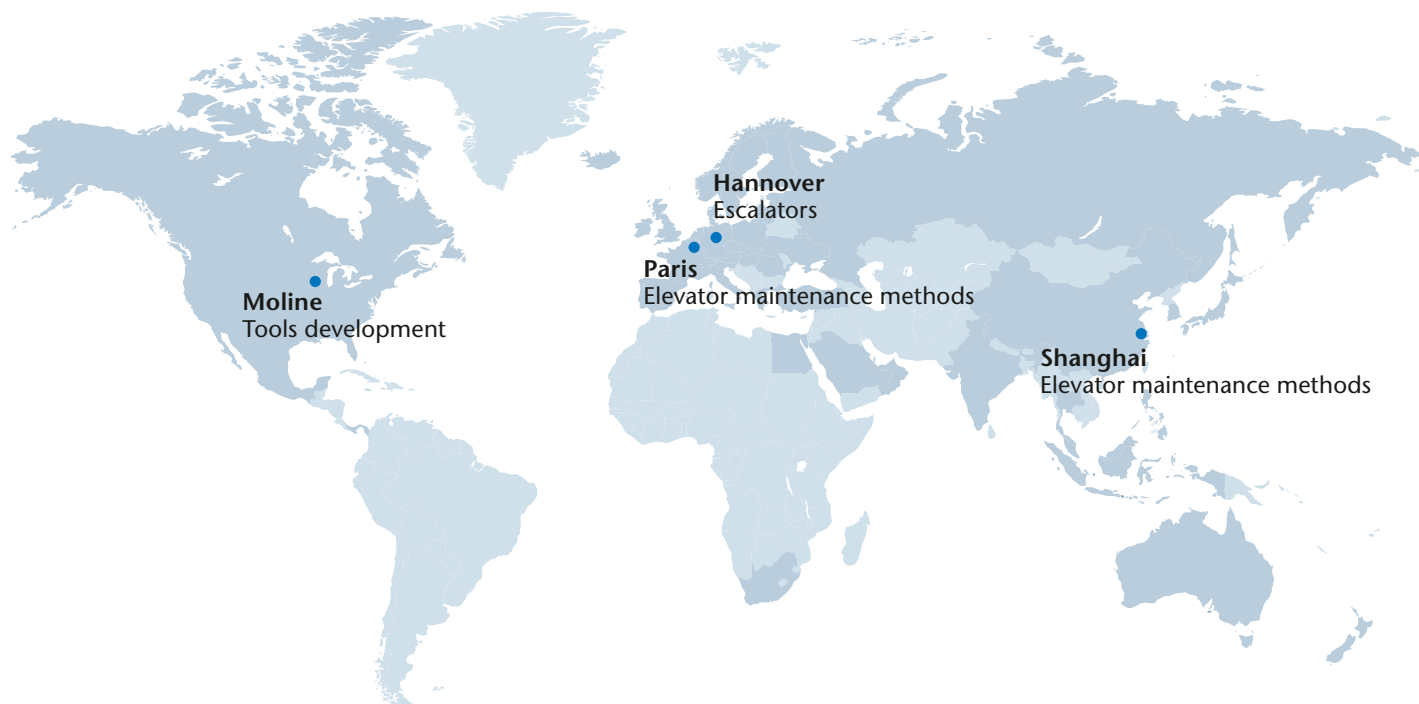 Hannover
Escalators
Paris
Elevator maintenance methods
Moline
Tools development
Shanghai
Elevator maintenance methods